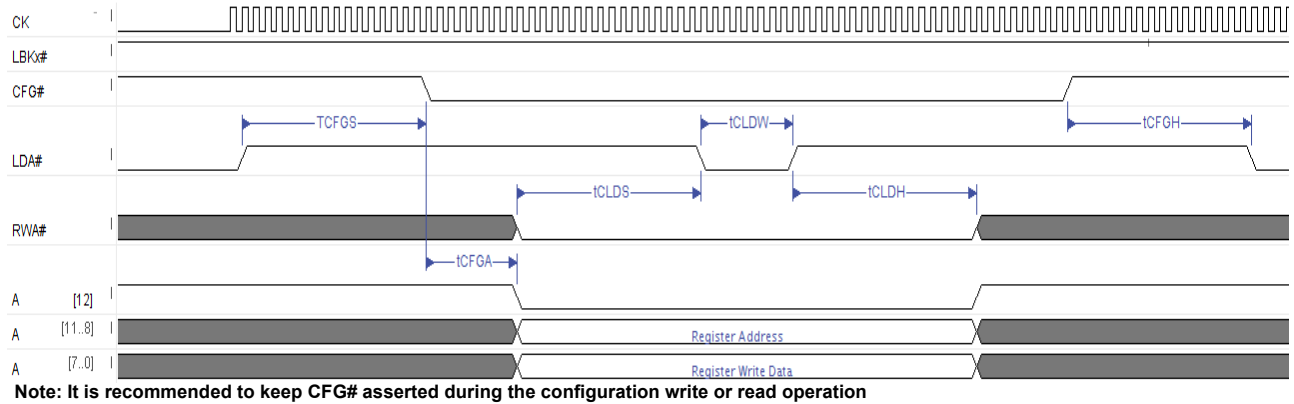 CK
LBKx#
CFG#
TCFGS
tCLDW
tCFGH
LDA#
tCLDS
tCLDH
RWA#
tCFGA
A [12]
A [11..8] Register Address
A [7..0] Register Write Data
Note: It is recommended to keep CFG# asserted during the configuration write or read operation